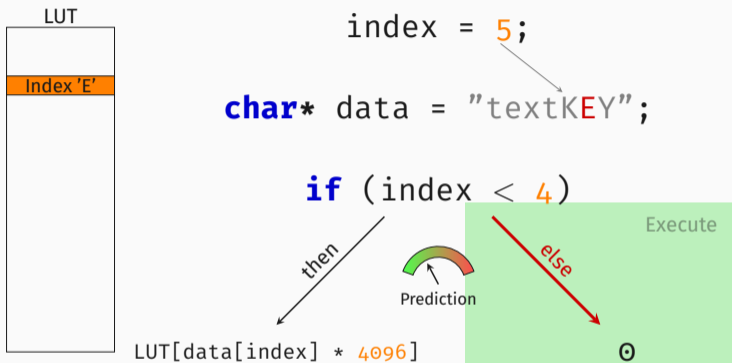 LUT
Index 'E'
index = 5;
char* data = "textKEY";
if (index < 4)
Execute
then
else
Prediction
LUT[data[index] * 4096]
0